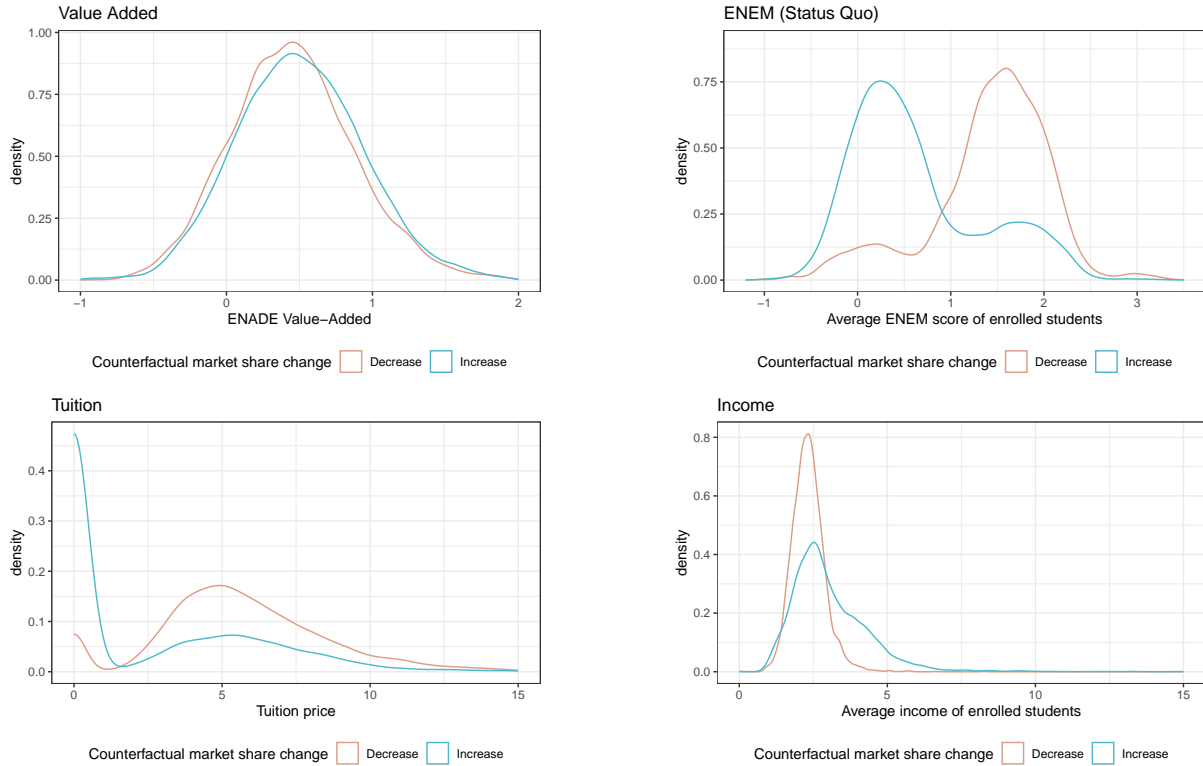 Value Added
1.00
0.75
0.50
0.25
0.00
density
−1
0
1
2
ENADE Value−Added
Counterfactual market share change Decrease Increase
ENEM (Status Quo)
0.75
0.50
0.25
0.00
density
−1
0
1
2
3
Average ENEM score of enrolled students
Counterfactual market share change Decrease Increase
Tuition
0.4
0.3
0.2
0.1
0.0
density
0
5
10
15
Tuition price
Counterfactual market share change Decrease Increase
Income
0.8
0.6
0.4
0.2
0.0
density
0
5
10
15
Average income of enrolled students
Counterfactual market share change Decrease Increase